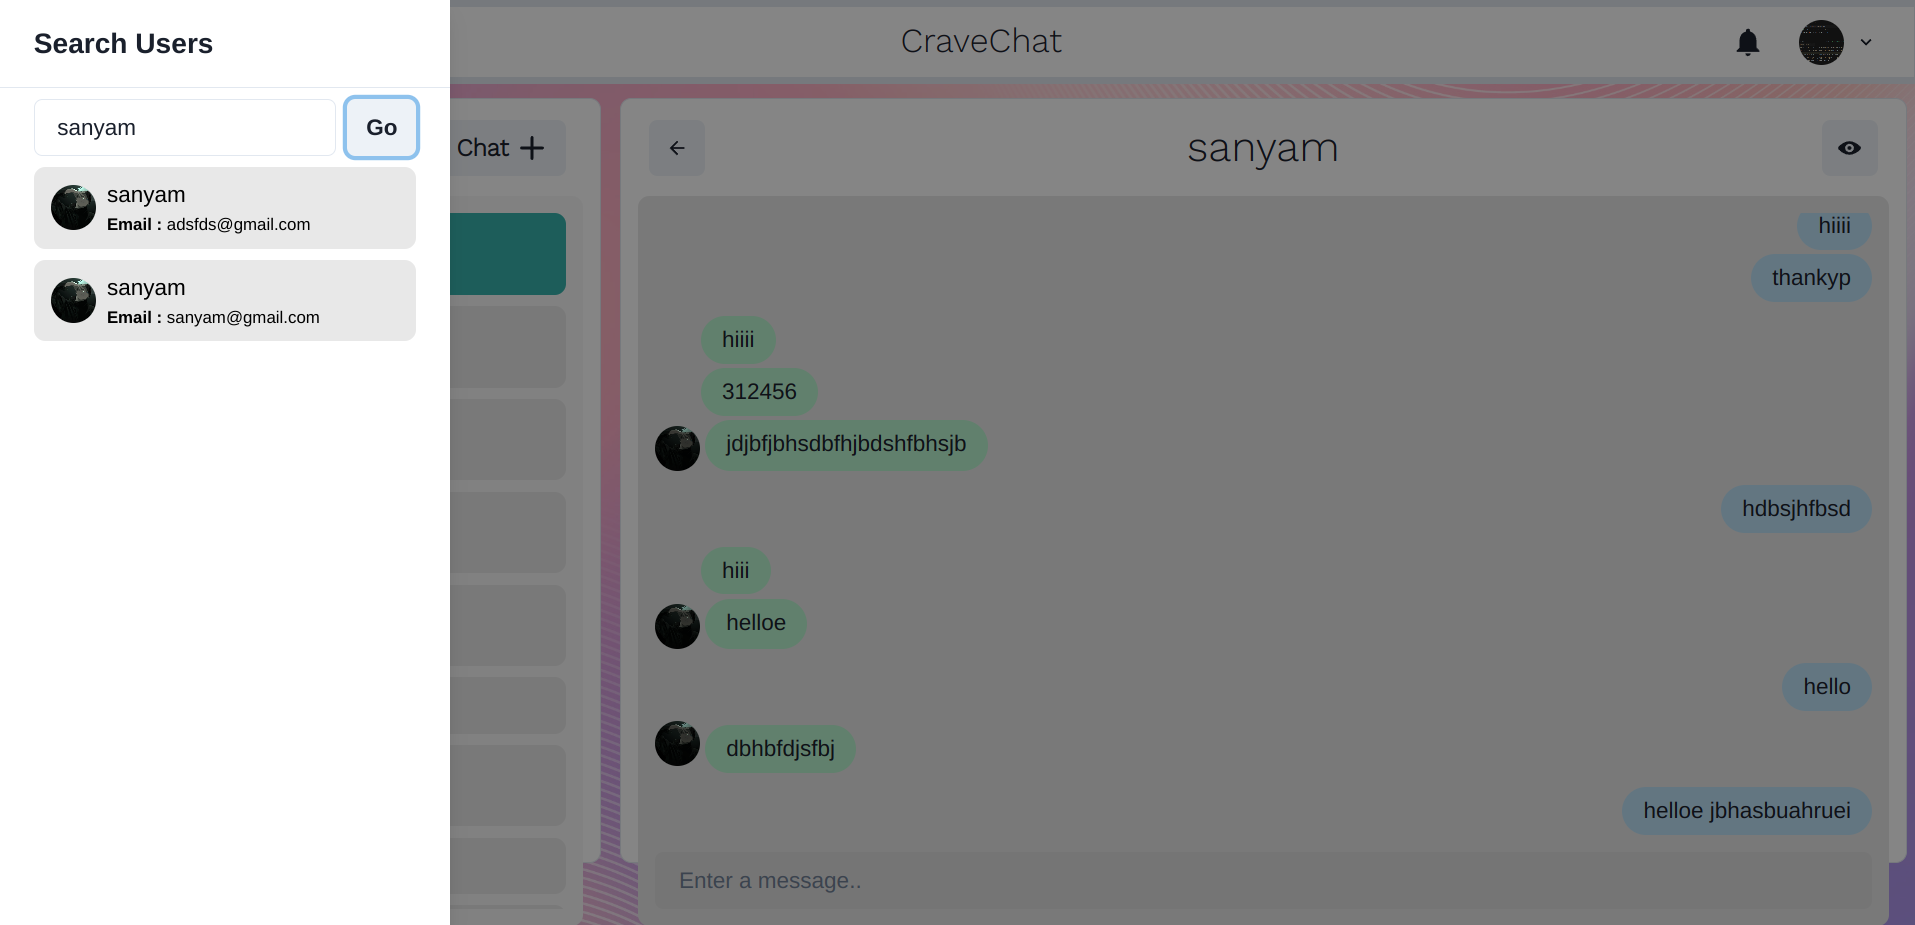 Search Users
sanyam
Go
sanyam
Email : adsfds@gmail.com
sanyam
Email : sanyam@gmail.com
CraveChat
Chat
sanyam
hiiii
thankyp
hiiii
312456
jdjbfjbhsdbfhjbdshfbhsjb
hdbsjhfbsd
hiii
helloe
hello
dbhbfdjsfbj
helloe jbhasbuahruei
Enter a message..